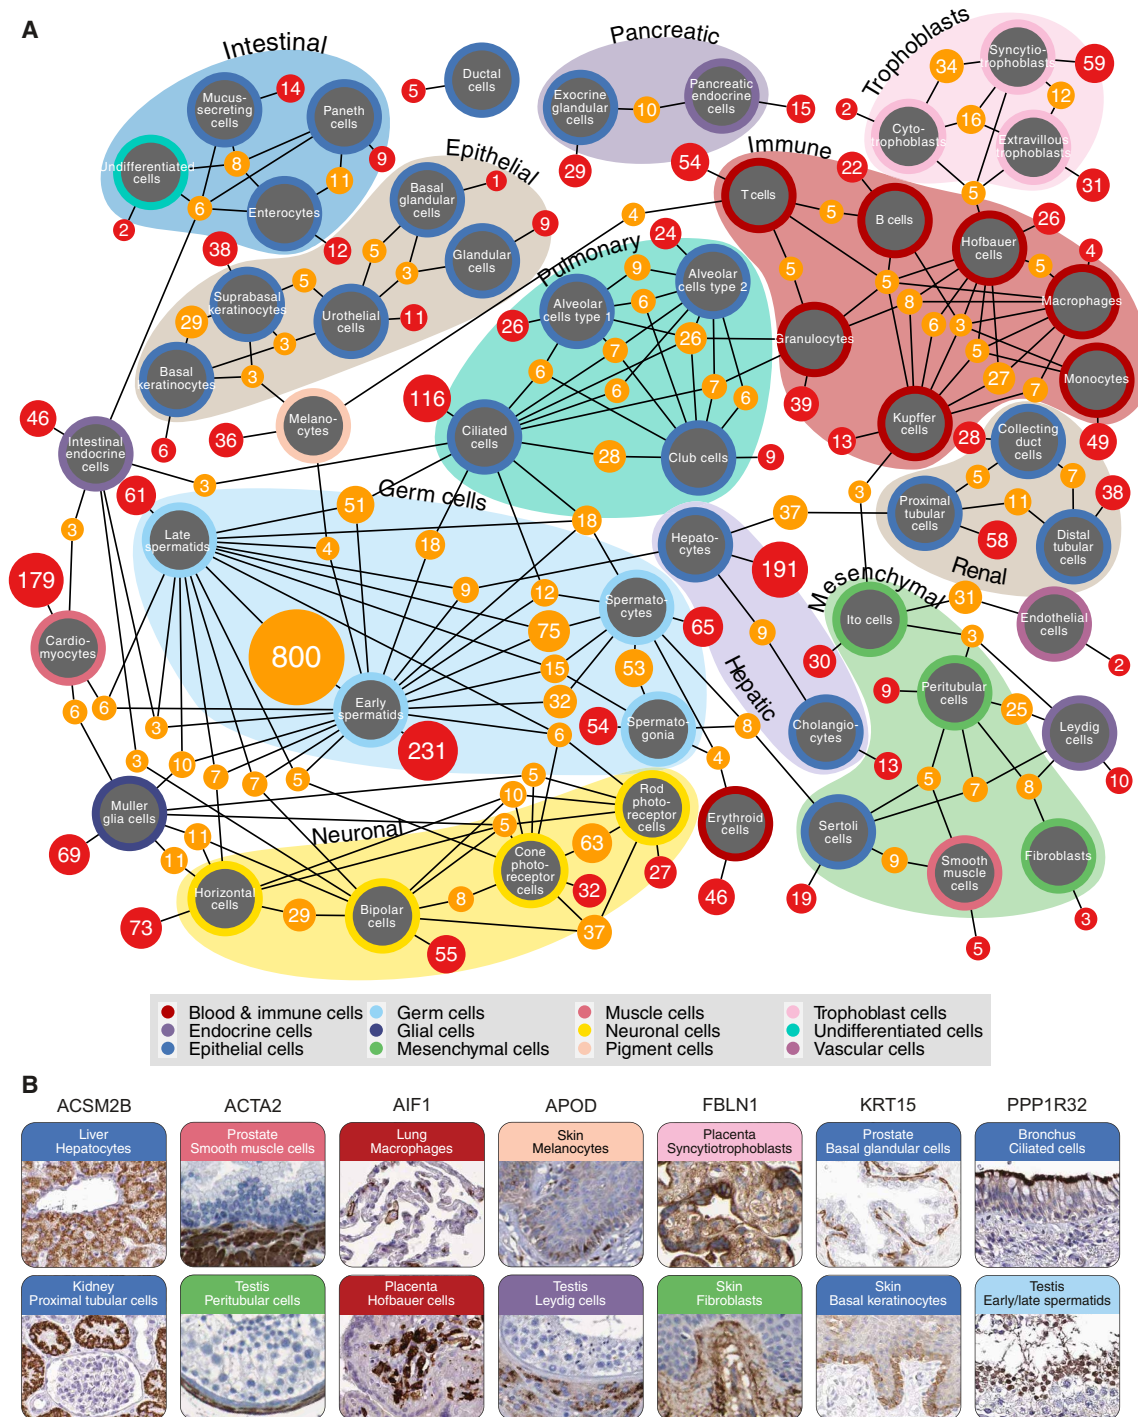 A
Intestinal
Mucus-
secreting
cells
14
Paneth
cells
Undifferentiated
cells
8
9
11
6
Enterocytes
2
12
Ductal
cells
5
Pancreatic
Exocrine
glandular
cells
10
Pancreatic
endocrine
cells
15
29
Trophoblasts
Syncytio-
trophoblasts
59
34
12
2
16
Cyto-
trophoblasts
Extravillous
trophoblasts
31
5
Epithelial
Basal
glandular
cells
1
9
Glandular
cells
38
5
3
5
Suprabasal
keratinocytes
Urothelial
cells
11
29
3
Basal
keratinocytes
3
6
Melano-
cytes
36
4
Immune
54
T cells
22
5
B cells
Hofbauer
cells
26
4
5
5
5
Macrophages
8
6
3
Granulocytes
5
27
7
Monocytes
39
Kupffer
cells
13
49
3
Pulmonary
24
9
Alveolar
cells type 2
Alveolar
cells type 1
6
26
26
7
6
6
7
6
116
Ciliated
cells
28
Club cells
9
46
Intestinal
endocrine
cells
3
3
61
Germ cells
Late
spermatids
51
4
18
18
9
12
Spermato-
cytes
65
75
800
15
53
32
Early
spermatids
231
54
Spermato-
gonia
6
8
4
Erythroid
cells
46
179
Cardio-
myocytes
6
6
3
3
10
7
7
5
Muller
glia cells
69
11
11
Hepato-
cytes
37
191
9
Hepatic
Cholangio-
cytes
13
28
Collecting
duct
cells
5
7
Proximal
tubular
cells
11
38
58
Distal
tubular
cells
Renal
Mesenchymal
Ito cells
31
Endothelial
cells
2
30
3
9
Peritubular
cells
25
Leydig
cells
10
5
7
8
Sertoli
cells
9
Smooth
muscle
cells
Fibroblasts
19
5
3
Neuronal
5
10
5
Rod
photo-
receptor
cells
63
27
Cone
photo-
receptor
cells
32
Horizontal
cells
29
Bipolar
cells
8
37
73
55
Blood & immune cells
Endocrine cells
Epithelial cells
Germ cells
Glial cells
Mesenchymal cells
Muscle cells
Neuronal cells
Pigment cells
Trophoblast cells
Undifferentiated cells
Vascular cells
B
ACSM2B
ACTA2
AIF1
APOD
FBLN1
KRT15
PPP1R32
Liver
Hepatocytes
Prostate
Smooth muscle cells
Lung
Macrophages
Skin
Melanocytes
Placenta
Syncytiotrophoblasts
Prostate
Basal glandular cells
Bronchus
Ciliated cells
Kidney
Proximal tubular cells
Testis
Peritubular cells
Placenta
Hofbauer cells
Testis
Leydig cells
Skin
Fibroblasts
Skin
Basal keratinocytes
Testis
Early/late spermatids